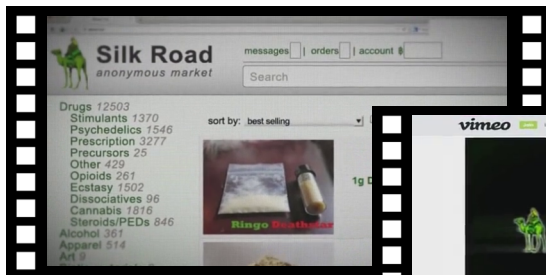 Silk Road
anonymous market
messages | orders | account ฿
Search
Drugs 12503
Stimulants 1370
Psychedelics 1546
Prescription 3277
Precursors 25
Other 429
Opioids 261
Ecstasy 1502
Dissociatives 96
Cannabis 1816
Steroids/PEDs 846
Alcohol 361
Apparel 514
Art 9
sort by: best selling
1g D
Ringo Deathstar
vimeo